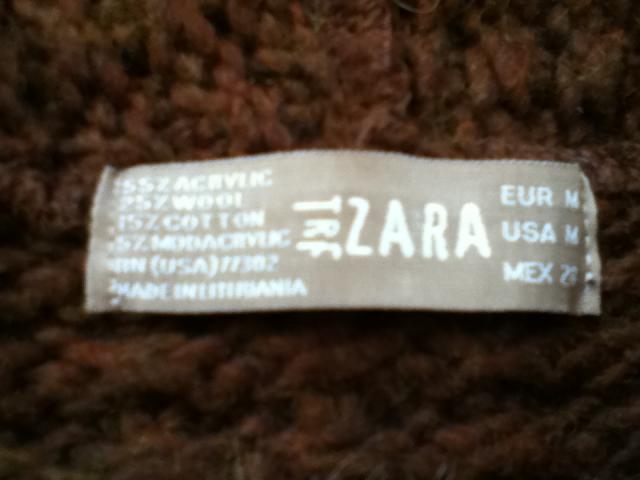 55% ACRYLIC
25% WOOL
15% COTTON
5% MODACRYLIC
RN (USA) 77302
MADE IN LITHUANIA
TRF
ZARA
EUR M
USA M
MEX